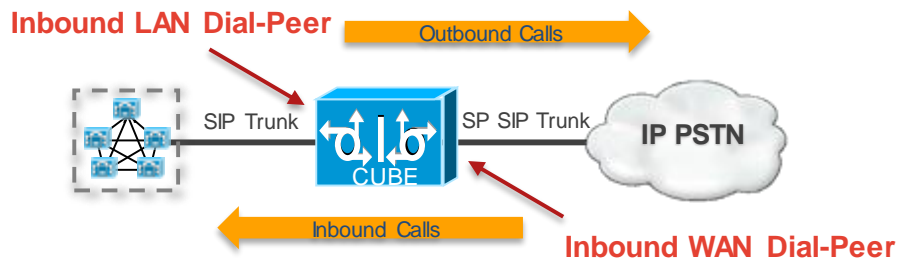 Inbound LAN Dial-Peer
Outbound Calls
SIP Trunk
SP SIP Trunk
IP PSTN
CUBE
Inbound Calls
Inbound WAN Dial-Peer